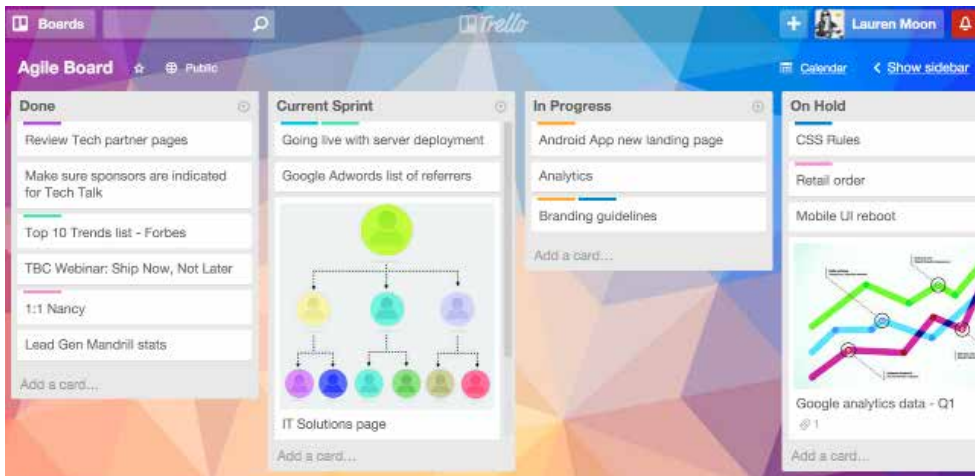 Boards
Trello
Lauren Moon
Agile Board
Public
Calendar
Show sidebar
Done
Review Tech partner pages
Make sure sponsors are indicated
for Tech Talk
Top 10 Trends list - Forbes
TBC Webinar: Ship Now, Not Later
1:1 Nancy
Lead Gen Mandrill stats
Add a card...
Current Sprint
Going live with server deployment
Google Adwords list of referrers
IT Solutions page
Add a card...
In Progress
Android App new landing page
Analytics
Branding guidelines
Add a card...
On Hold
CSS Rules
Retail order
Mobile UI reboot
Google analytics data - Q1
1
Add a card...